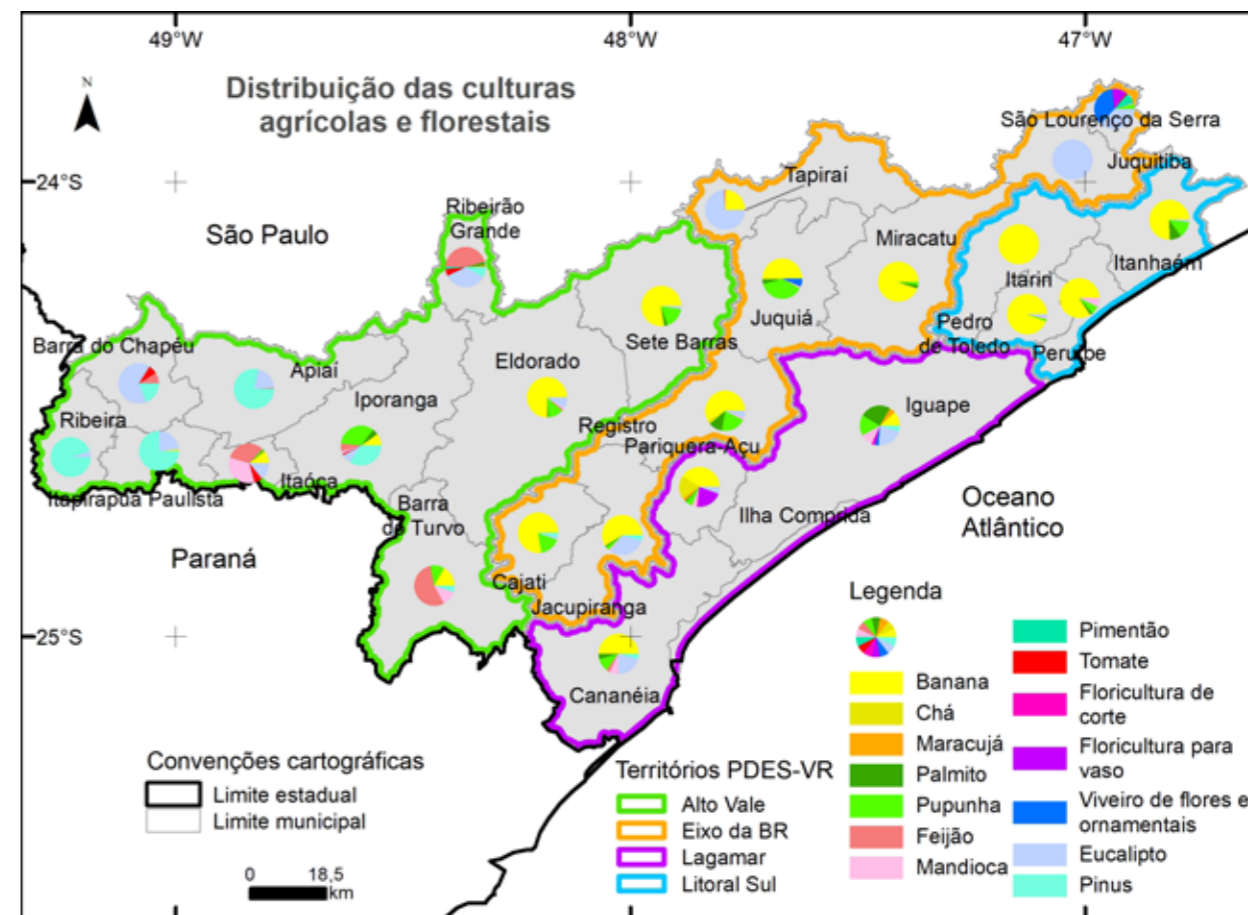 49°W
48°W
47°W
N
Distribuição das culturas
agrícolas e florestais
São Lourenço da Serra
24°S
Juquitiba
Tapiraí
Ribeirão
Grande
São Paulo
Miracatu
Itanhaém
Itariri
Juquiá
Pedro
de Toledo
Sete Barras
Peruíbe
Barra do Chapéu
Apiaí
Eldorado
Iporanga
Iguape
Ribeira
Registro
Pariquera-Açu
Itaóca
Itapirapuã Paulista
Barra
do Turvo
Ilha Comprida
Oceano
Atlântico
Paraná
Cajati
Jacupiranga
25°S
Cananéia
Legenda
Banana
Chá
Maracujá
Palmito
Pupunha
Feijão
Mandioca
Pimentão
Tomate
Floricultura de
corte
Floricultura para
vaso
Viveiro de flores e
ornamentais
Eucalipto
Pinus
Convenções cartográficas
Limite estadual
Limite municipal
0 18,5
km
Territórios PDES-VR
Alto Vale
Eixo da BR
Lagamar
Litoral Sul